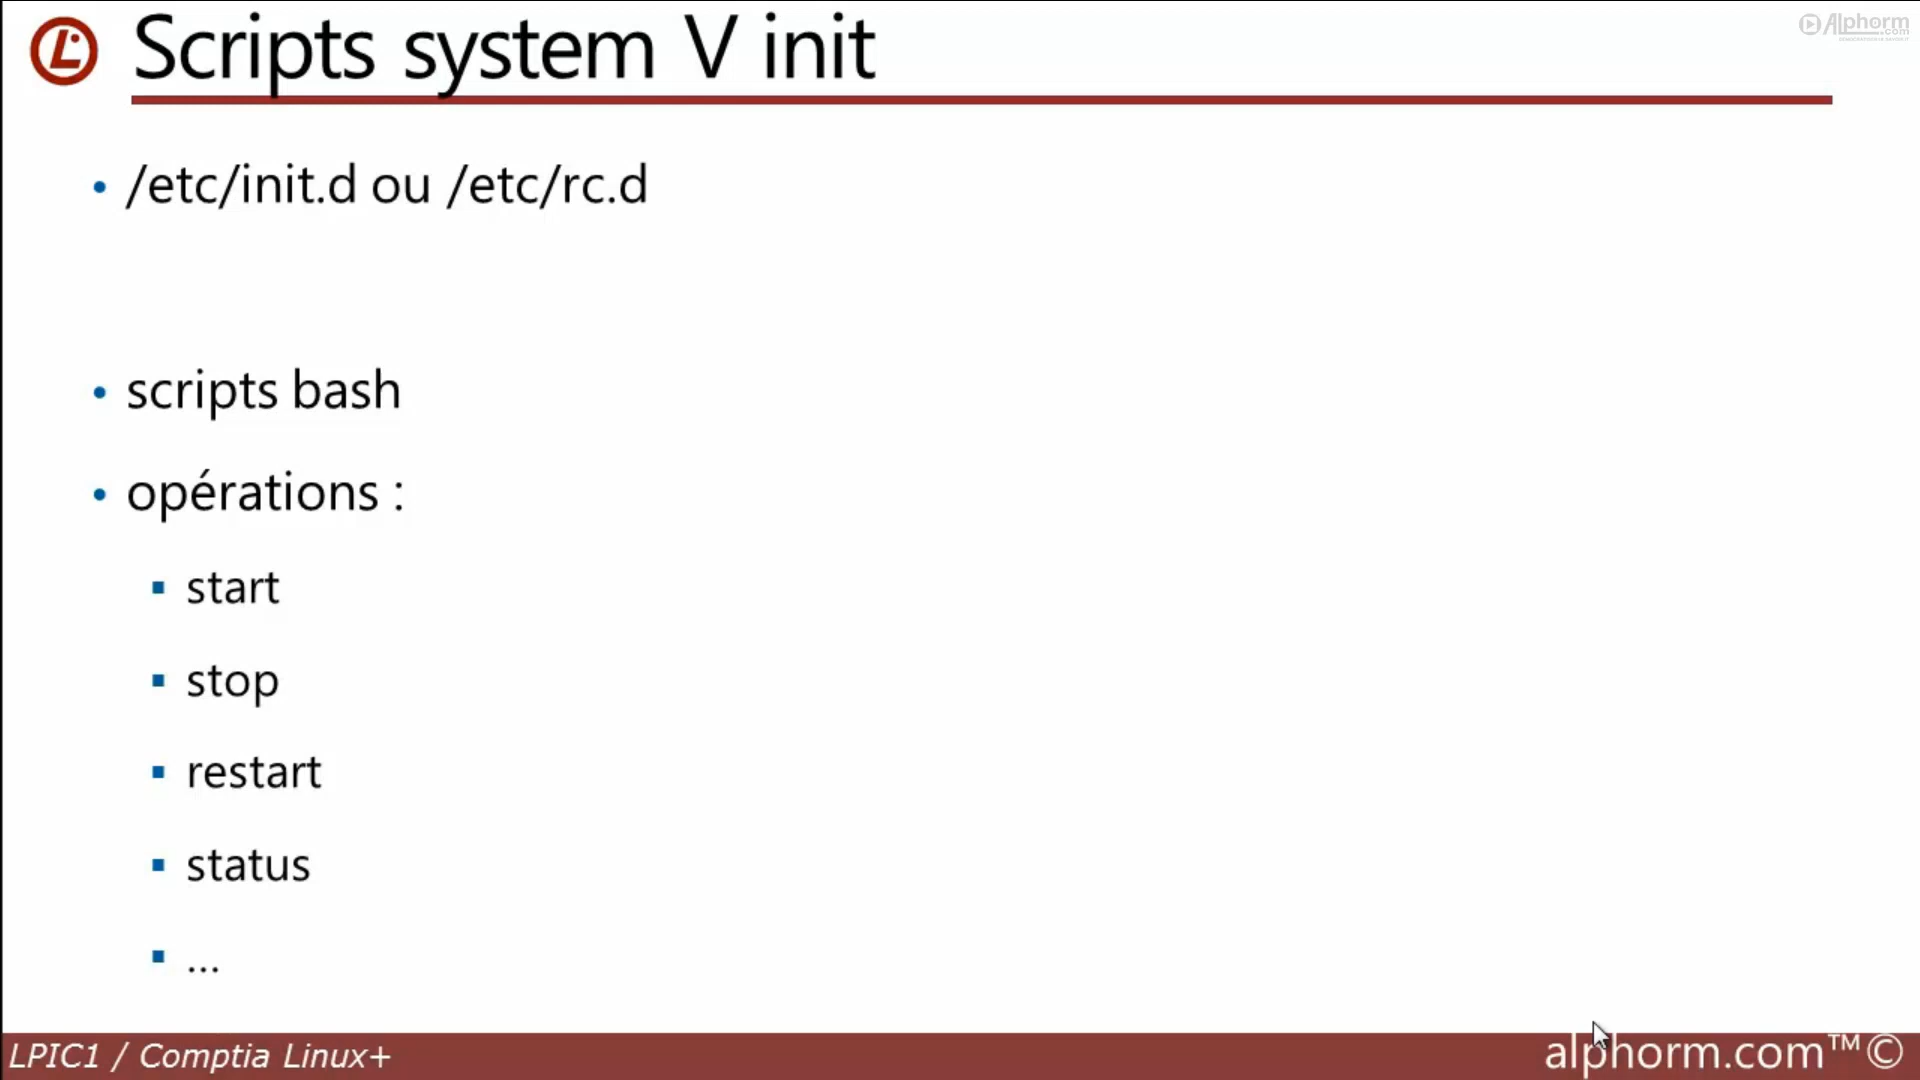 Scripts system V init
Alphorm
.com
• /etc/init.d ou /etc/rc.d
• scripts bash
• opérations :
▪ start
▪ stop
▪ restart
▪ status
▪ ...
LPIC1 / Comptia Linux+
alphorm.com™©